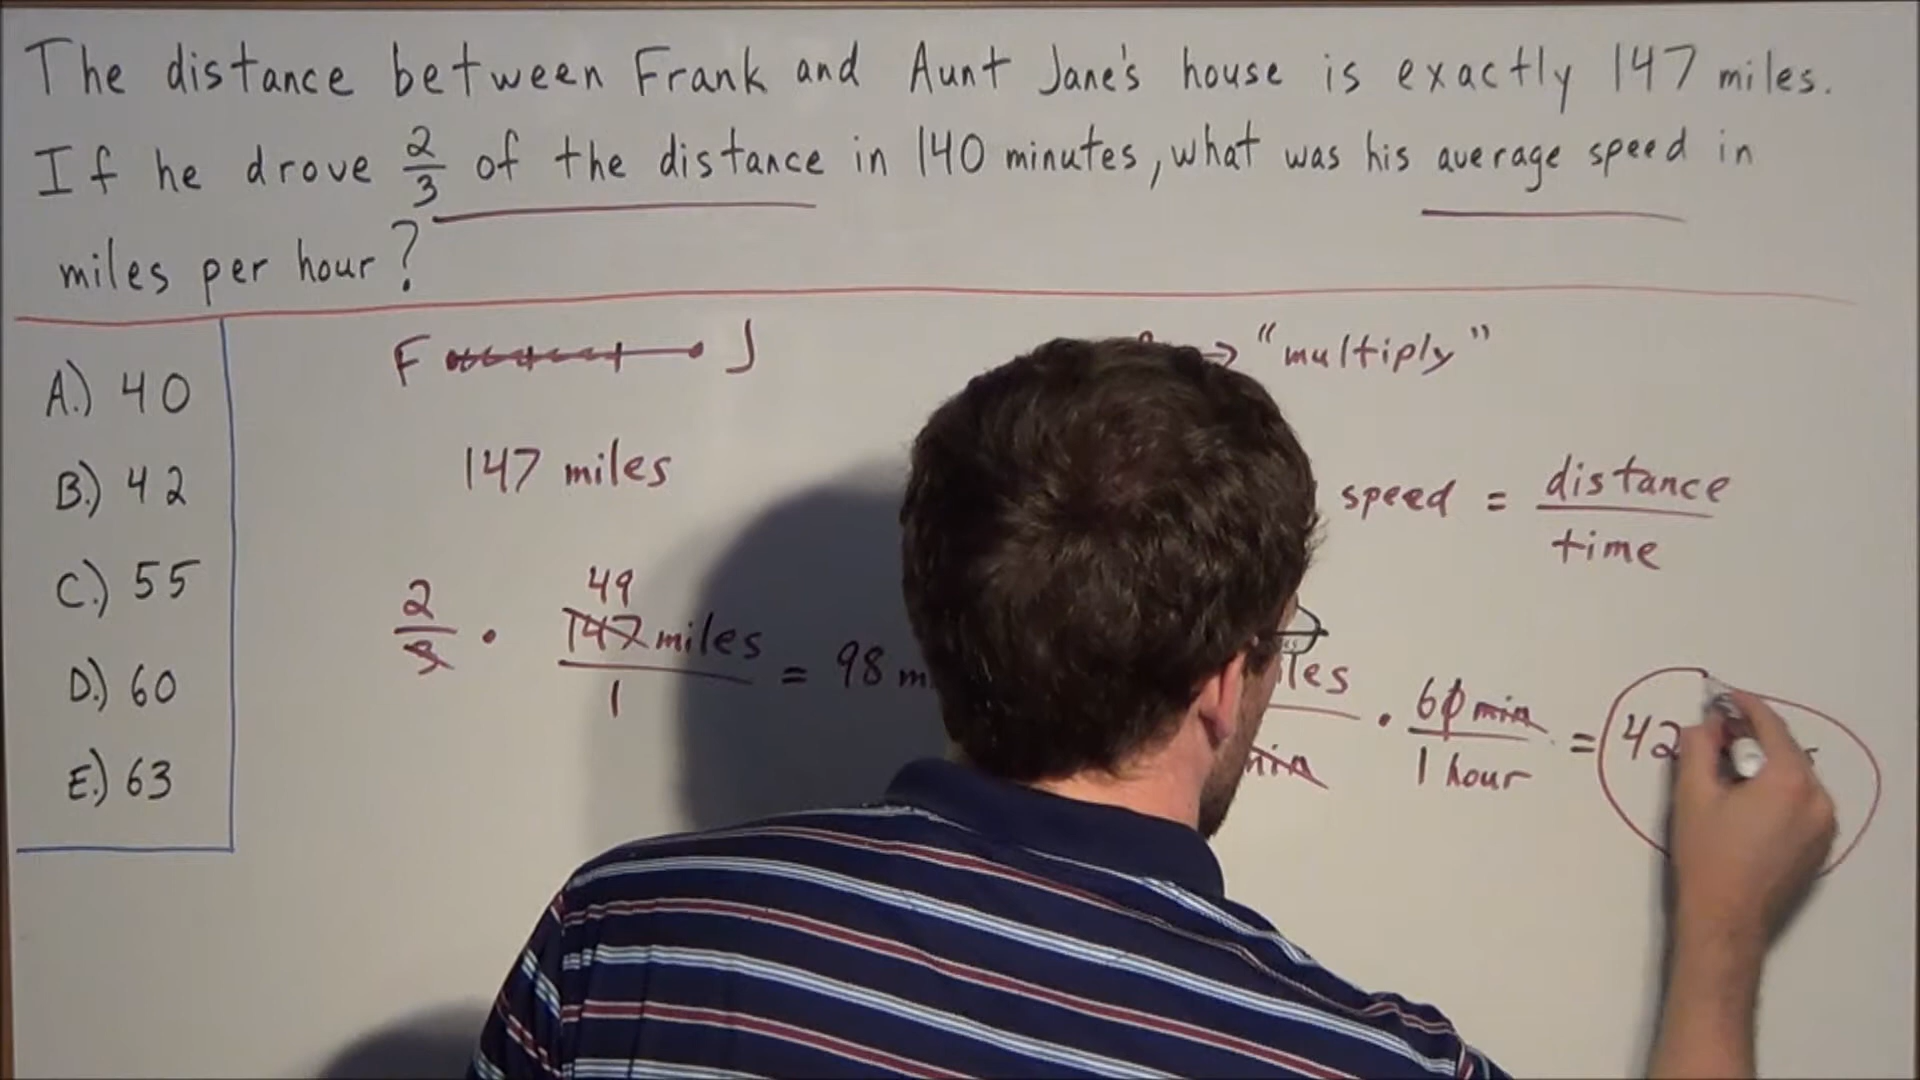 The distance between Frank and Aunt Jane's house is exactly 147 miles.
If he drove 2/3 of the distance in 140 minutes, what was his average speed in
miles per hour?
A.) 40
B.) 42
C.) 55
D.) 60
E.) 63
F J
147 miles
2/3 · 49 147 miles / 1 = 98
→ "multiply"
speed = distance / time
· 60 min / 1 hour = 42